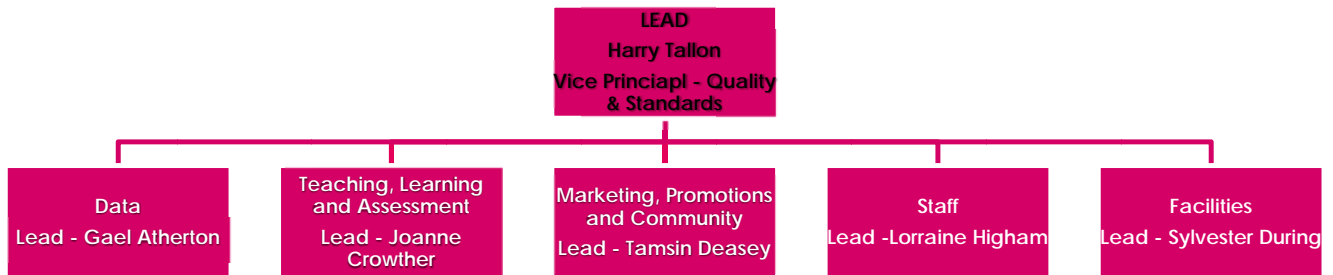 LEAD
Harry Tallon
Vice Princiapl - Quality
& Standards
Data
Lead - Gael Atherton
Teaching, Learning
and Assessment
Lead - Joanne
Crowther
Marketing, Promotions
and Community
Lead - Tamsin Deasey
Staff
Lead -Lorraine Higham
Facilities
Lead - Sylvester During